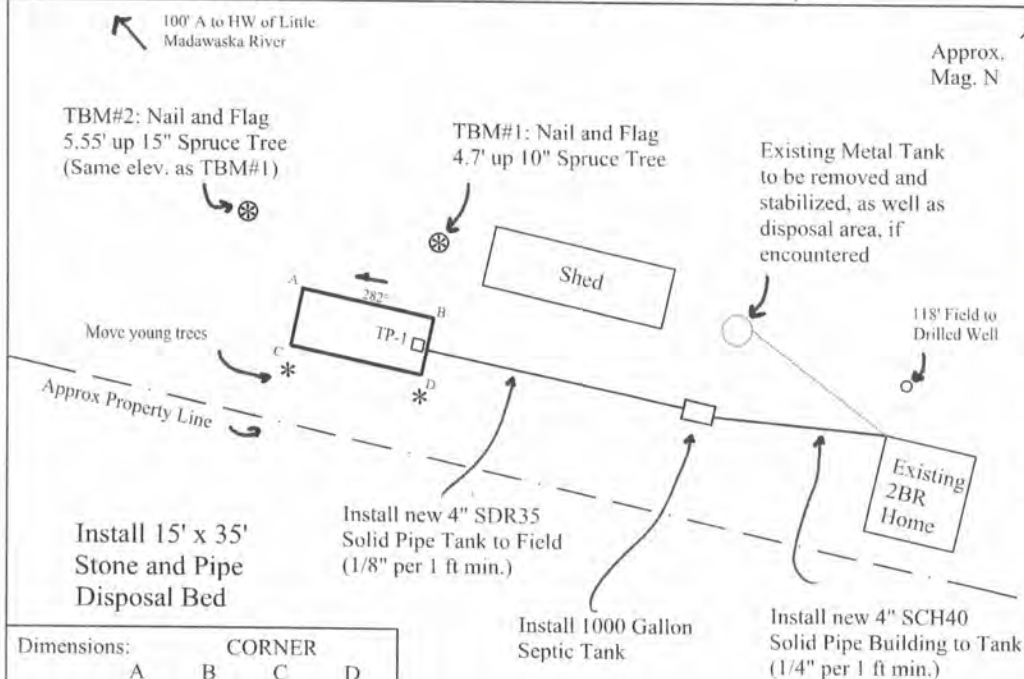 100' A to HW of Little
Madawaska River
Approx.
Mag. N
TBM#2: Nail and Flag
5.55' up 15" Spruce Tree
(Same elev. as TBM#1)
TBM#1: Nail and Flag
4.7' up 10" Spruce Tree
Existing Metal Tank
to be removed and
stabilized, as well as
disposal area, if
encountered
Shed
A
282°
B
TP-1
C
D
Move young trees
118' Field to
Drilled Well
Approx Property Line
Existing
2BR
Home
Install 15' x 35'
Stone and Pipe
Disposal Bed
Install new 4" SDR35
Solid Pipe Tank to Field
(1/8" per 1 ft min.)
Install 1000 Gallon
Septic Tank
Install new 4" SCH40
Solid Pipe Building to Tank
(1/4" per 1 ft min.)
Dimensions: CORNER
A B C D